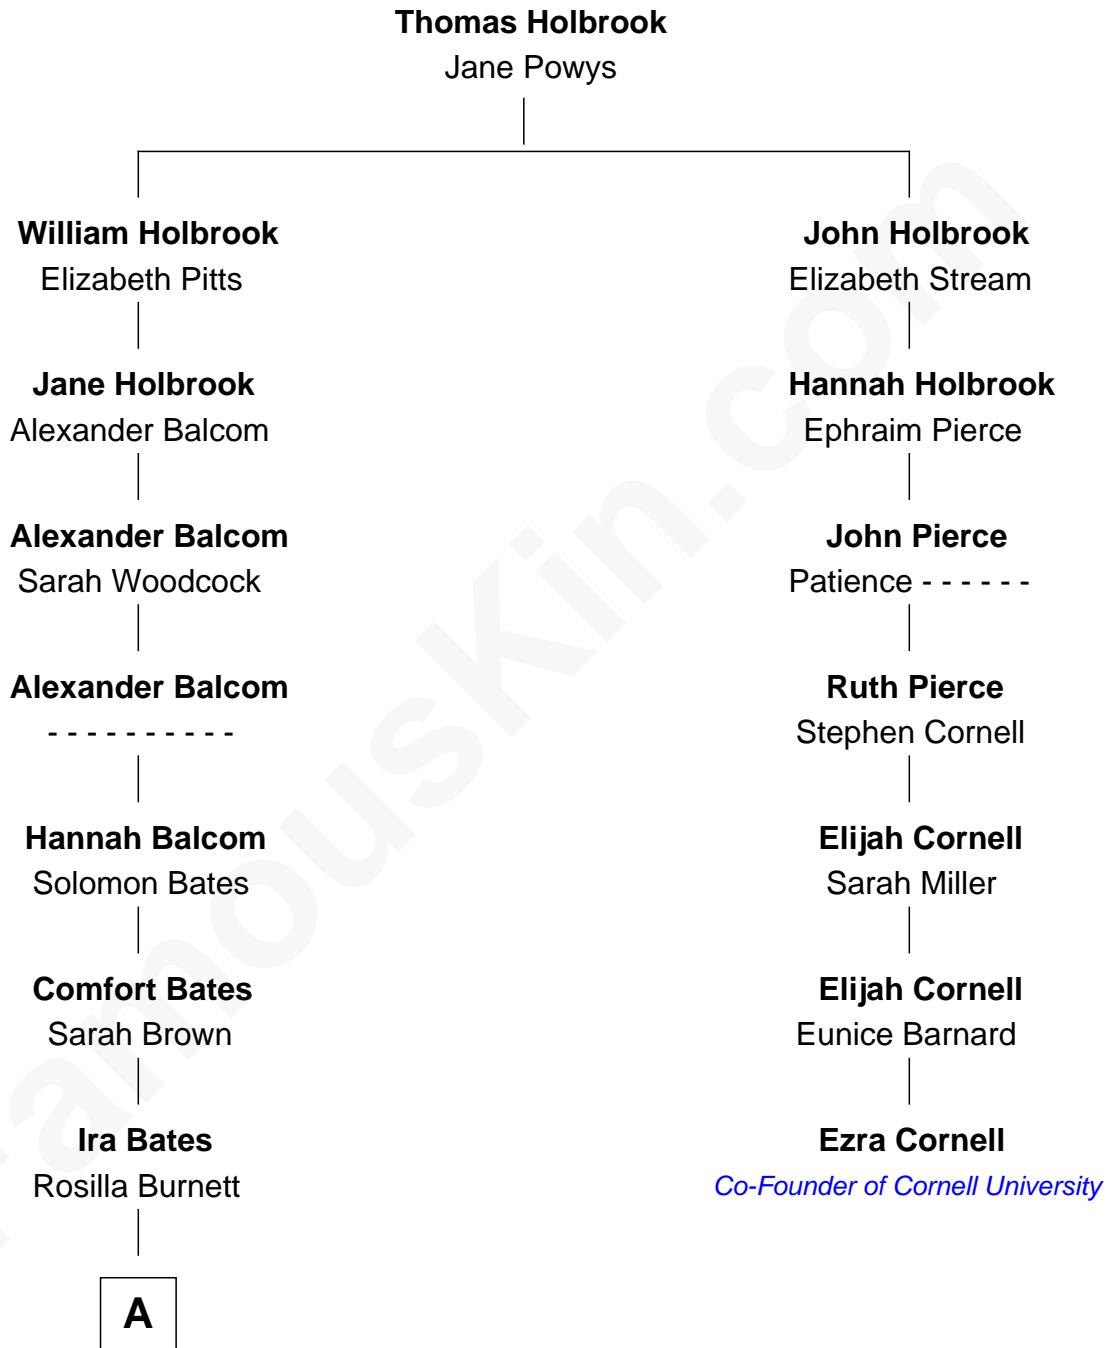 Thomas Holbrook
Jane Powys
William Holbrook
Elizabeth Pitts
Jane Holbrook
Alexander Balcom
Alexander Balcom
Sarah Woodcock
Alexander Balcom
- - - - - - - - - -
Hannah Balcom
Solomon Bates
Comfort Bates
Sarah Brown
Ira Bates
Rosilla Burnett
A
John Holbrook
Elizabeth Stream
Hannah Holbrook
Ephraim Pierce
John Pierce
Patience - - - - - -
Ruth Pierce
Stephen Cornell
Elijah Cornell
Sarah Miller
Elijah Cornell
Eunice Barnard
Ezra Cornell
Co-Founder of Cornell University
FamousKin.com